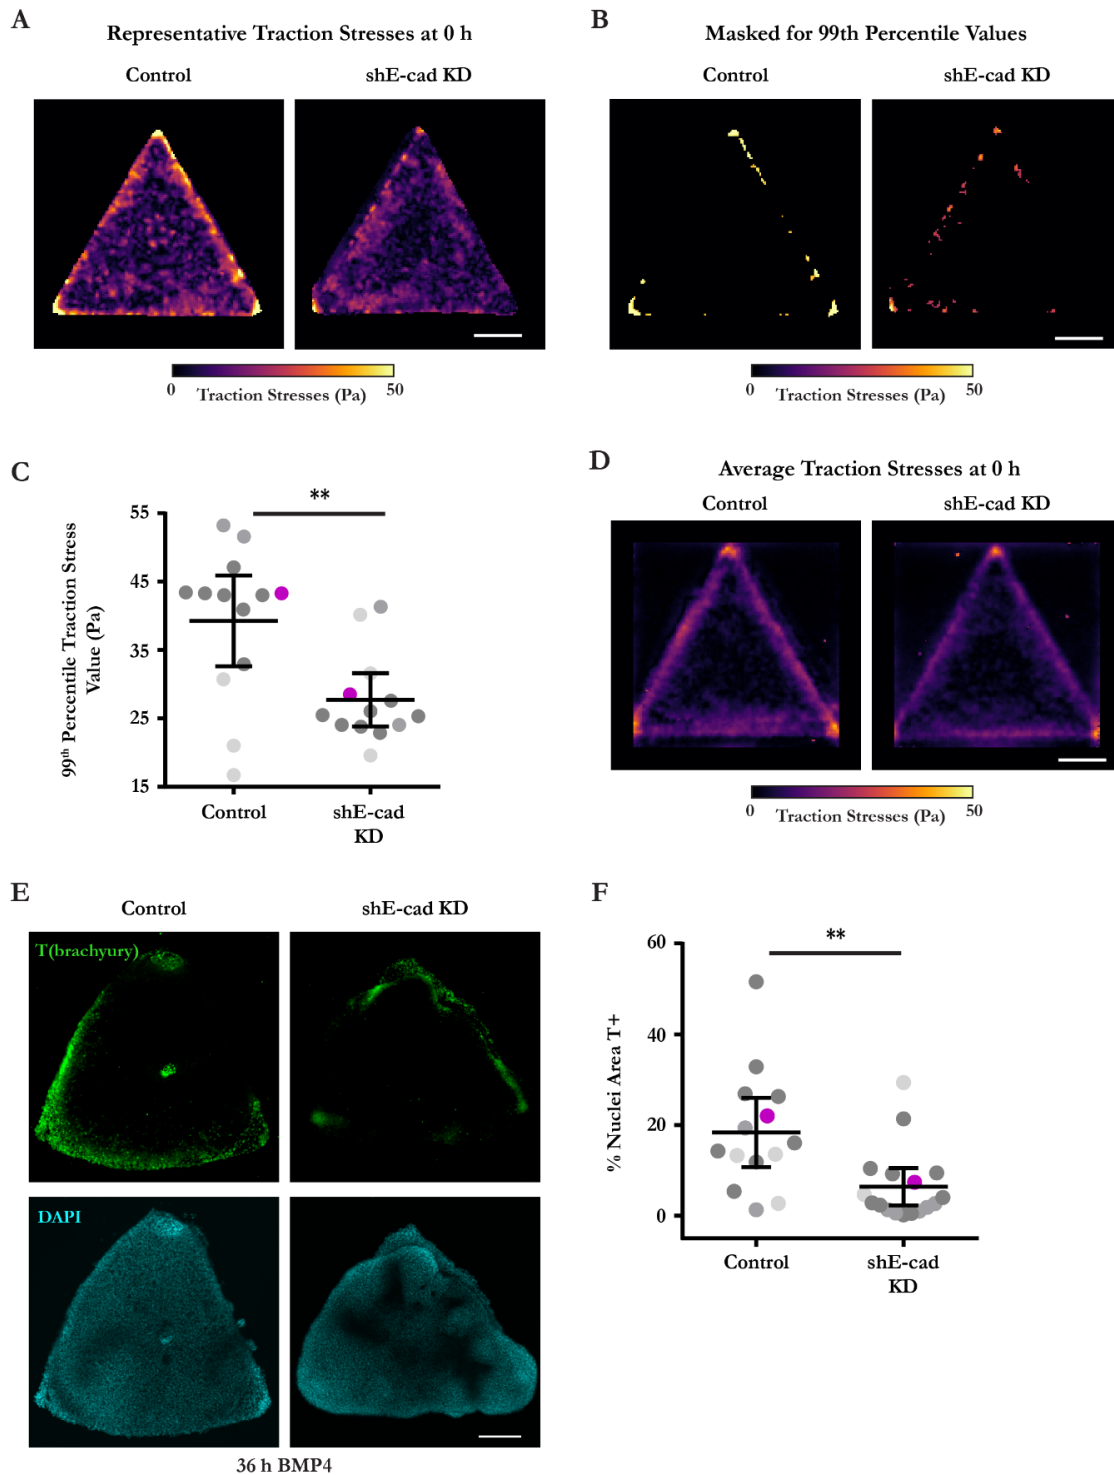 A
Representative Traction Stresses at 0 h
Control
shE-cad KD
0
50
Traction Stresses (Pa)
B
Masked for 99th Percentile Values
Control
shE-cad KD
0
50
Traction Stresses (Pa)
C
**
99th Percentile Traction Stress
Value (Pa)
55
45
35
25
15
Control
shE-cad
KD
D
Average Traction Stresses at 0 h
Control
shE-cad KD
0
50
Traction Stresses (Pa)
E
Control
shE-cad KD
T(brachyury)
DAPI
36 h BMP4
F
**
% Nuclei Area T+
60
40
20
0
Control
shE-cad
KD